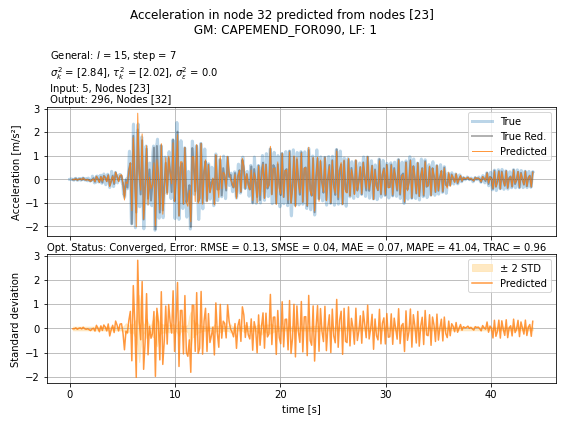 Acceleration in node 32 predicted from nodes [23]
GM: CAPEMEND_FOR090, LF: 1
General: l = 15, step = 7
σ²ₖ = [2.84], τ²ₖ = [2.02], σ²ε = 0.0
Input: 5, Nodes [23]
Output: 296, Nodes [32]
Acceleration [m/s²]
3
2
1
0
−1
−2
True
True Red.
Predicted
Opt. Status: Converged, Error: RMSE = 0.13, SMSE = 0.04, MAE = 0.07, MAPE = 41.04, TRAC = 0.96
Standard deviation
3
2
1
0
−1
−2
± 2 STD
Predicted
0 10 20 30 40
time [s]